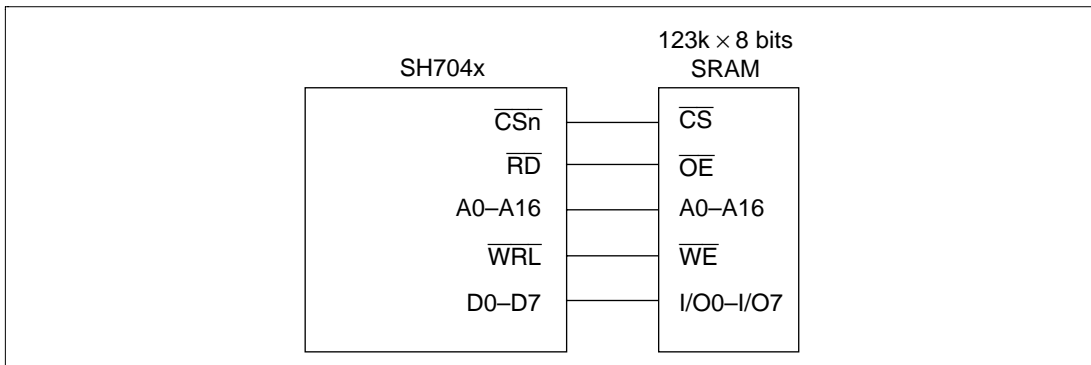 123k × 8 bits
SH704x SRAM
CSn CS
RD OE
A0–A16 A0–A16
WRL WE
D0–D7 I/O0–I/O7